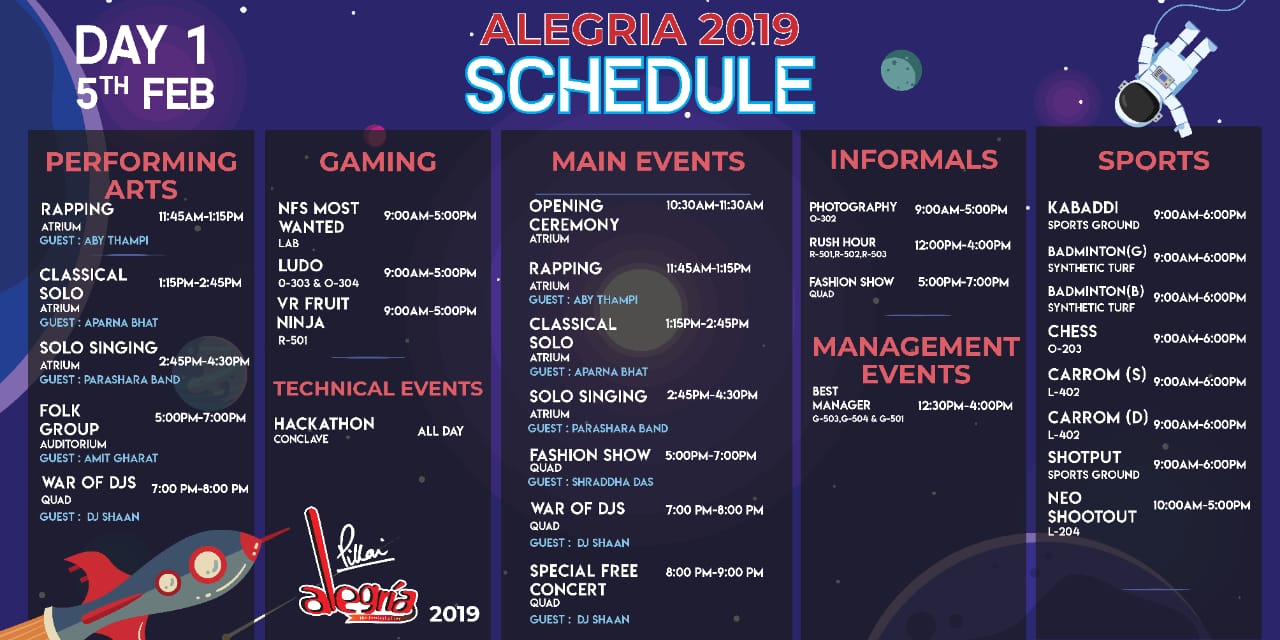 DAY 1
5TH FEB
ALEGRIA 2019
SCHEDULE
PERFORMING
ARTS
RAPPING 11:45AM-1:15PM
ATRIUM
GUEST : ABY THAMPI
CLASSICAL
SOLO 1:15PM-2:45PM
ATRIUM
GUEST : APARNA BHAT
SOLO SINGING
ATRIUM 2:45PM-4:30PM
GUEST : PARASHARA BAND
FOLK
GROUP 5:00PM-7:00PM
AUDITORIUM
GUEST : AMIT GHARAT
WAR OF DJS 7:00 PM-8:00 PM
QUAD
GUEST : DJ SHAAN
GAMING
NFS MOST
WANTED 9:00AM-5:00PM
LAB
LUDO 9:00AM-5:00PM
O-303 & O-304
VR FRUIT
NINJA 9:00AM-5:00PM
R-501
TECHNICAL EVENTS
HACKATHON ALL DAY
CONCLAVE
Pillai
alegria
2019
MAIN EVENTS
OPENING 10:30AM-11:30AM
CEREMONY
ATRIUM
RAPPING 11:45AM-1:15PM
ATRIUM
GUEST : ABY THAMPI
CLASSICAL 1:15PM-2:45PM
SOLO
ATRIUM
GUEST : APARNA BHAT
SOLO SINGING 2:45PM-4:30PM
ATRIUM
GUEST : PARASHARA BAND
FASHION SHOW 5:00PM-7:00PM
QUAD
GUEST : SHRADDHA DAS
WAR OF DJS 7:00 PM-8:00 PM
QUAD
GUEST : DJ SHAAN
SPECIAL FREE 8:00 PM-9:00 PM
CONCERT
QUAD
GUEST : DJ SHAAN
INFORMALS
PHOTOGRAPHY 9:00AM-5:00PM
O-302
RUSH HOUR 12:00PM-4:00PM
R-501,R-502,R-503
FASHION SHOW 5:00PM-7:00PM
QUAD
MANAGEMENT
EVENTS
BEST
MANAGER 12:30PM-4:00PM
G-503,G-504 & G-501
SPORTS
KABADDI 9:00AM-6:00PM
SPORTS GROUND
BADMINTON(G) 9:00AM-6:00PM
SYNTHETIC TURF
BADMINTON(B) 9:00AM-6:00PM
SYNTHETIC TURF
CHESS 9:00AM-6:00PM
O-203
CARROM (S) 9:00AM-6:00PM
L-402
CARROM (D) 9:00AM-6:00PM
L-402
SHOTPUT 9:00AM-6:00PM
SPORTS GROUND
NEO 10:00AM-5:00PM
SHOOTOUT
L-204